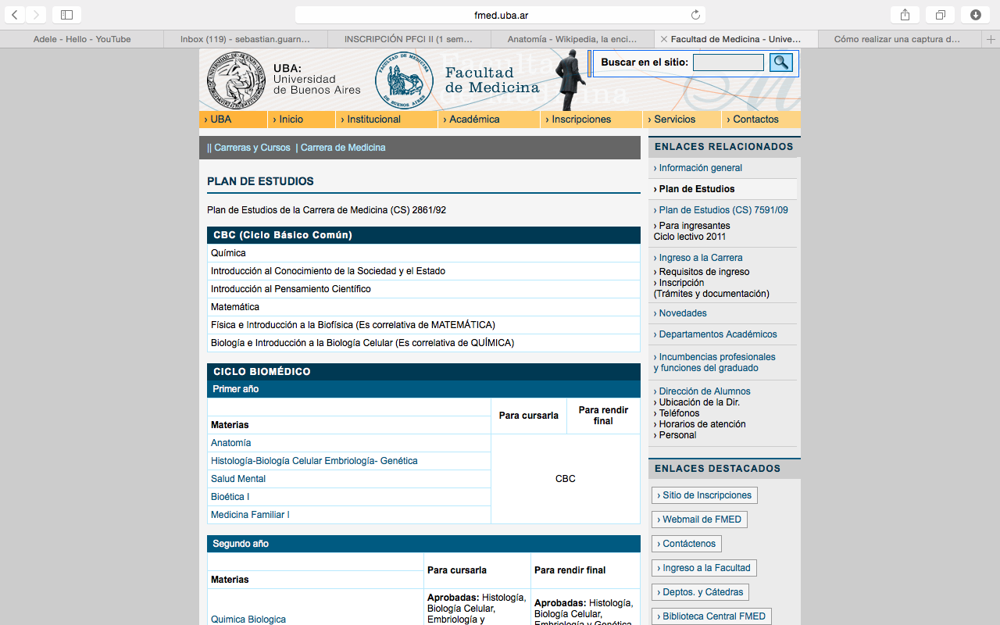 fmed.uba.ar
Adele - Hello - YouTube
Inbox (119) - sebastian.guarn...
INSCRIPCIÓN PFCI II (1 sem...
Anatomía - Wikipedia, la enci...
Facultad de Medicina - Unive...
Cómo realizar una captura d...
UBA:
Universidad
de Buenos Aires
Facultad
de Medicina
Buscar en el sitio:
› UBA
› Inicio
› Institucional
› Académica
› Inscripciones
› Servicios
› Contactos
|| Carreras y Cursos | Carrera de Medicina
PLAN DE ESTUDIOS
Plan de Estudios de la Carrera de Medicina (CS) 2861/92
CBC (Ciclo Básico Común)
Química
Introducción al Conocimiento de la Sociedad y el Estado
Introducción al Pensamiento Científico
Matemática
Física e Introducción a la Biofísica (Es correlativa de MATEMÁTICA)
Biología e Introducción a la Biología Celular (Es correlativa de QUÍMICA)
CICLO BIOMÉDICO
Primer año
Materias
Para cursarla
Para rendir
final
Anatomía
Histología-Biología Celular Embriología- Genética
Salud Mental
Bioética I
Medicina Familiar I
CBC
Segundo año
Materias
Para cursarla
Para rendir final
Quimica Biologica
Aprobadas: Histología,
Biología Celular,
Embriología y
Aprobadas: Histología,
Biología Celular,
Embriología y Genética
ENLACES RELACIONADOS
› Información general
› Plan de Estudios
› Plan de Estudios (CS) 7591/09
› Para ingresantes
Ciclo lectivo 2011
› Ingreso a la Carrera
› Requisitos de ingreso
› Inscripción
(Trámites y documentación)
› Novedades
› Departamentos Académicos
› Incumbencias profesionales
y funciones del graduado
› Dirección de Alumnos
› Ubicación de la Dir.
› Teléfonos
› Horarios de atención
› Personal
ENLACES DESTACADOS
› Sitio de Inscripciones
› Webmail de FMED
› Contáctenos
› Ingreso a la Facultad
› Deptos. y Cátedras
› Biblioteca Central FMED